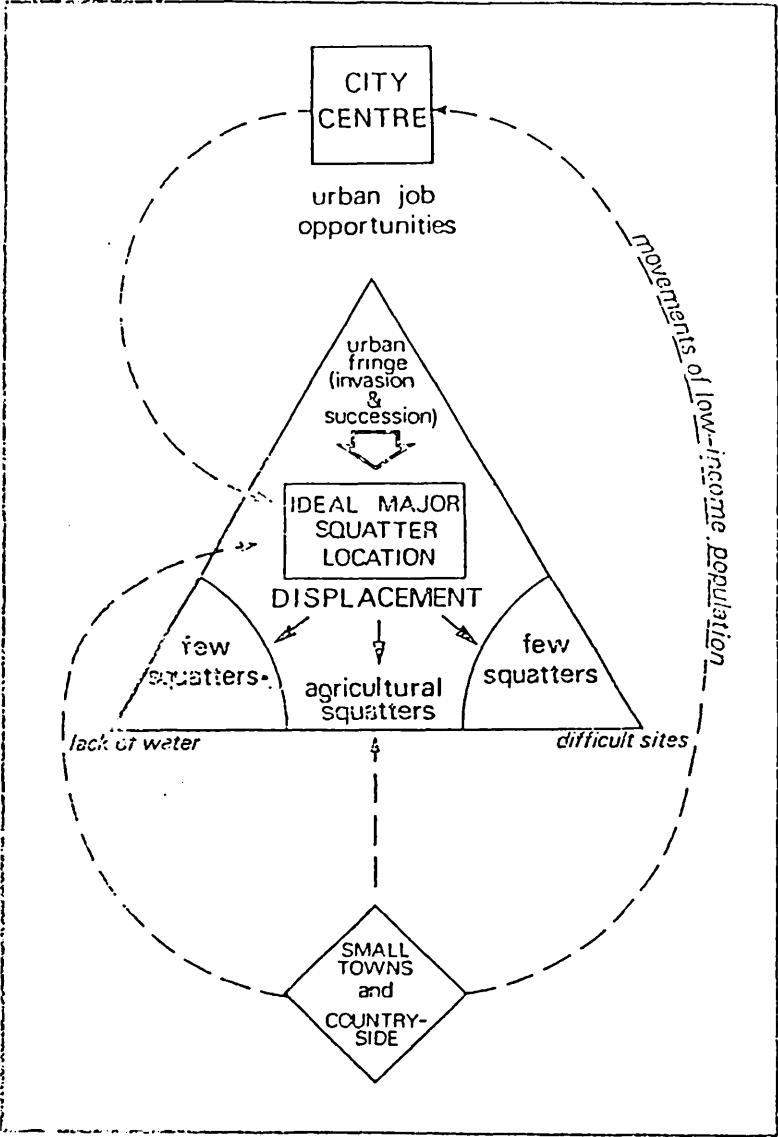 CITY
CENTRE
urban job
opportunities
movements of low-income population
urban
fringe
(invasion
&
succession)
IDEAL MAJOR
SQUATTER
LOCATION
DISPLACEMENT
few
squatters
agricultural
squatters
few
squatters
lack of water
difficult sites
SMALL
TOWNS
and
COUNTRY-
SIDE